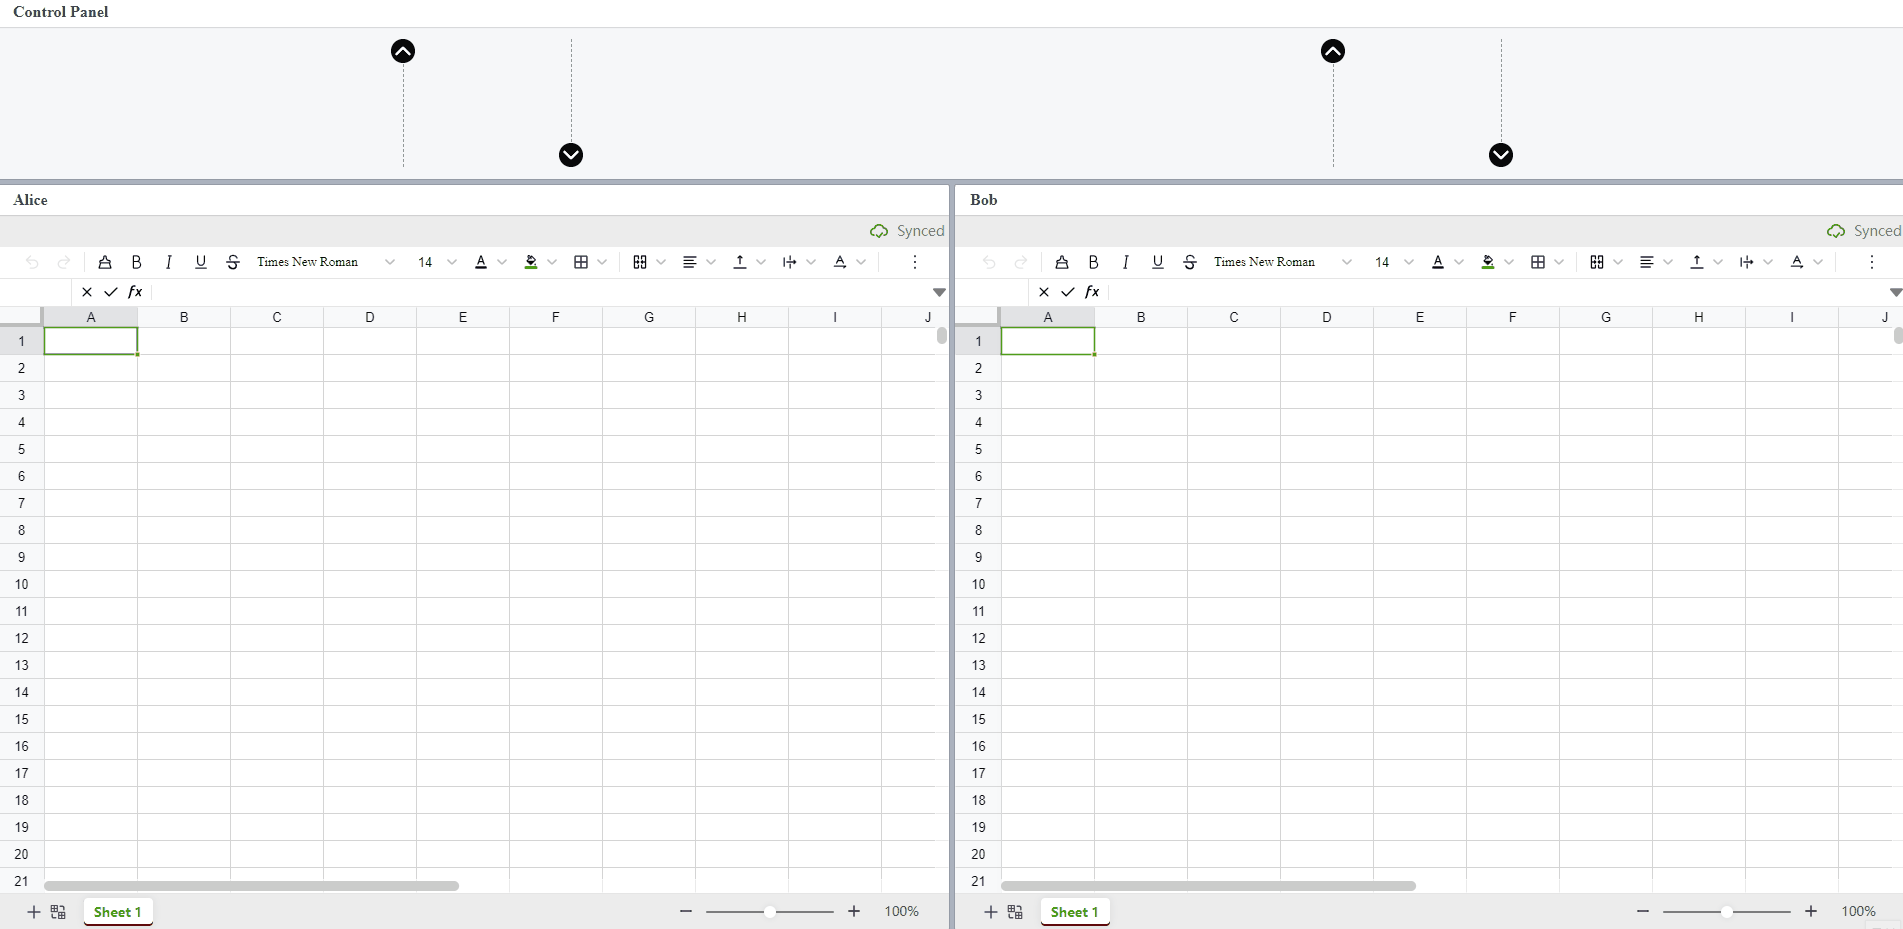 Control Panel
Alice
Bob
Synced
Synced
B I U S Times New Roman 14 A A
B I U S Times New Roman 14 A A
fx
fx
A B C D E F G H I J
A B C D E F G H I J
1 1
2 2
3 3
4 4
5 5
6 6
7 7
8 8
9 9
10 10
11 11
12 12
13 13
14 14
15 15
16 16
17 17
18 18
19 19
20 20
21 21
Sheet 1 100%
Sheet 1 100%